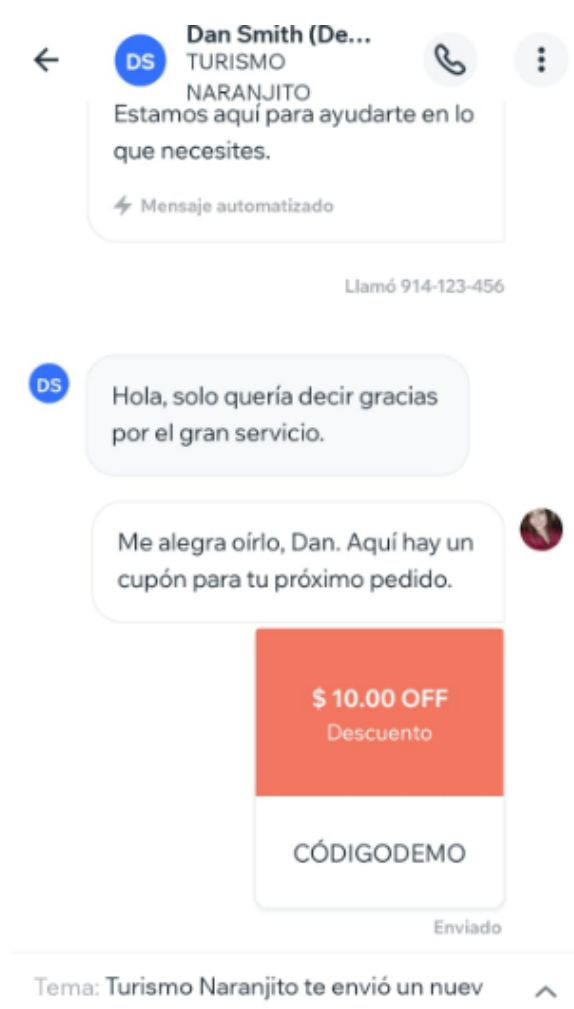 Dan Smith (De...
DS
TURISMO
NARANJITO
Estamos aquí para ayudarte en lo
que necesites.
Mensaje automatizado
Llamó 914-123-456
DS
Hola, solo quería decir gracias
por el gran servicio.
Me alegra oírlo, Dan. Aquí hay un
cupón para tu próximo pedido.
$ 10.00 OFF
Descuento
CÓDIGODEMO
Enviado
Tema: Turismo Naranjito te envió un nuev